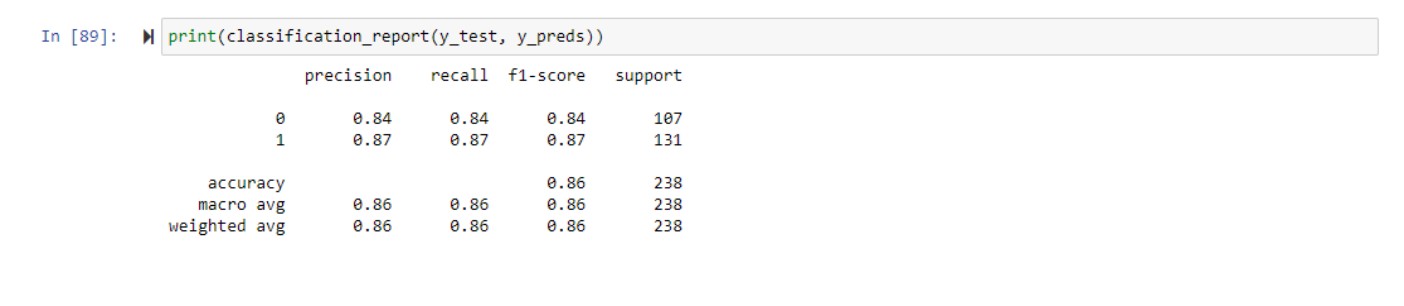 In [89]: print(classification_report(y_test, y_preds))
precision recall f1-score support
0 0.84 0.84 0.84 107
1 0.87 0.87 0.87 131
accuracy 0.86 238
macro avg 0.86 0.86 0.86 238
weighted avg 0.86 0.86 0.86 238